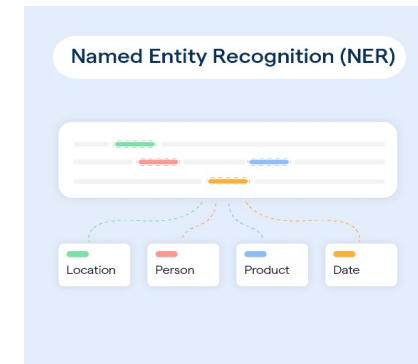 Named Entity Recognition (NER)
Location
Person
Product
Date